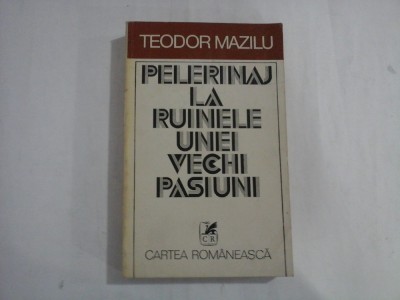 TEODOR MAZILU
PELERINAJ
LA
RUINELE
UNEI
VECHI
PASIUNI
CR
CARTEA ROMÂNEASCĂ